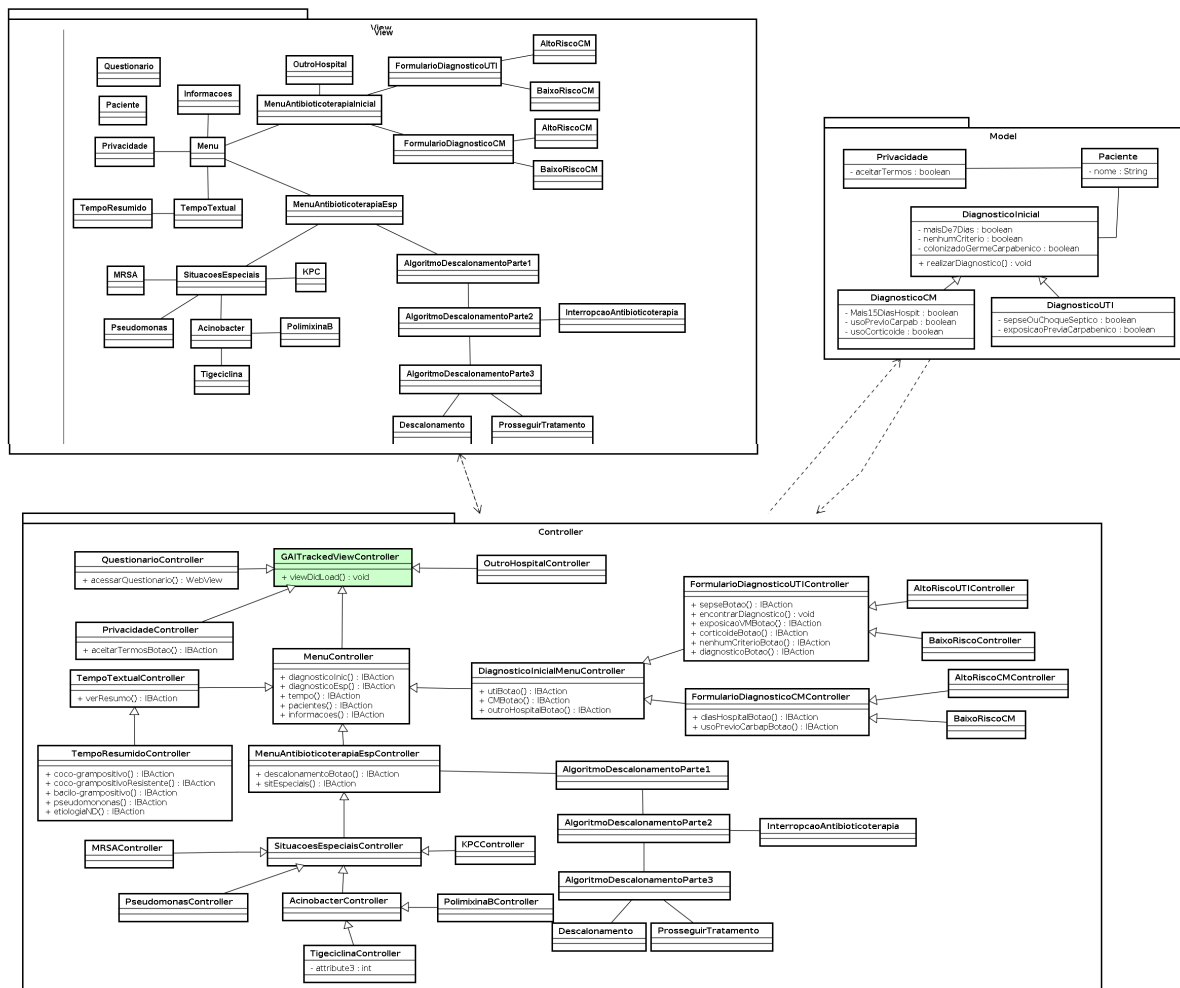 View
View
AltoRiscoCM
Questionario
OutroHospital
FormularioDiagnosticoUTI
Informacoes
BaixoRiscoCM
Paciente
MenuAntibioticoterapiaInicial
AltoRiscoCM
Privacidade
Menu
FormularioDiagnosticoCM
BaixoRiscoCM
TempoResumido
TempoTextual
MenuAntibioticoterapiaEsp
MRSA
SituacoesEspeciais
KPC
AlgoritmoDescalonamentoParte1
Pseudomonas
Acinobacter
PolimixinaB
AlgoritmoDescalonamentoParte2
InterropcaoAntibioticoterapia
Tigeciclina
AlgoritmoDescalonamentoParte3
Descalonamento
ProsseguirTratamento
Model
Privacidade
- aceitarTermos : boolean
Paciente
- nome : String
DiagnosticoInicial
- maisDe7Dias : boolean
- nenhumCriterio : boolean
- colonizadoGermeCarpabenico : boolean
+ realizarDiagnostico() : void
DiagnosticoCM
- Mais15DiasHospit : boolean
- usoPrevioCarpab : boolean
- usoCorticoide : boolean
DiagnosticoUTI
- sepseOuChoqueSeptico : boolean
- exposicaoPreviaCarpabenico : boolean
Controller
QuestionarioController
+ acessarQuestionario() : WebView
GAITrackedViewController
+ viewDidLoad() : void
OutroHospitalController
FormularioDiagnosticoUTIController
+ sepseBotao() : IBAction
+ encontrarDiagnostico() : void
+ exposicaoVMBotao() : IBAction
+ corticoideBotao() : IBAction
+ nenhumCriterioBotao() : IBAction
+ diagnosticoBotao() : IBAction
AltoRiscoUTIController
BaixoRiscoController
PrivacidadeController
+ aceitarTermosBotao() : IBAction
MenuController
+ diagnosticoInic() : IBAction
+ diagnosticoEsp() : IBAction
+ tempo() : IBAction
+ pacientes() : IBAction
+ informacoes() : IBAction
DiagnosticoInicialMenuController
+ utiBotao() : IBAction
+ CMBotao() : IBAction
+ outroHospitalBotao() : IBAction
TempoTextualController
+ verResumo() : IBAction
AltoRiscoCMController
FormularioDiagnosticoCMController
+ diasHospitalBotao() : IBAction
+ usoPrevioCarbapBotao() : IBAction
BaixoRiscoCM
TempoResumidoController
+ coco-grampositivo() : IBAction
+ coco-grampositivoResistente() : IBAction
+ bacilo-grampositivo() : IBAction
+ pseudomononas() : IBAction
+ etiologiaND() : IBAction
MenuAntibioticoterapiaEspController
+ descalonamentoBotao() : IBAction
+ sitEspeciais() : IBAction
AlgoritmoDescalonamentoParte1
AlgoritmoDescalonamentoParte2
InterropcaoAntibioticoterapia
MRSAController
SituacoesEspeciaisController
KPCController
AlgoritmoDescalonamentoParte3
PseudomonasController
AcinobacterController
PolimixinaBController
Descalonamento
ProsseguirTratamento
TigeciclinaController
- attribute3 : int